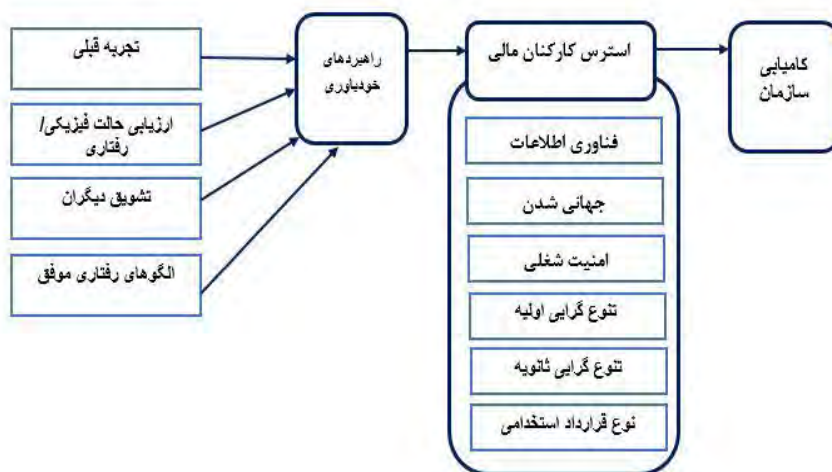 تجربه قبلی
ارزیابی حالت فیزیکی/
رفتاری
تشویق دیگران
الگوهای رفتاری موفق
راهبردهای
خودیاوری
استرس کارکنان مالی
فناوری اطلاعات
جهانی شدن
امنیت شغلی
تنوع گرایی اولیه
تنوع گرایی ثانویه
نوع قرارداد استخدامی
کامیابی
سازمان